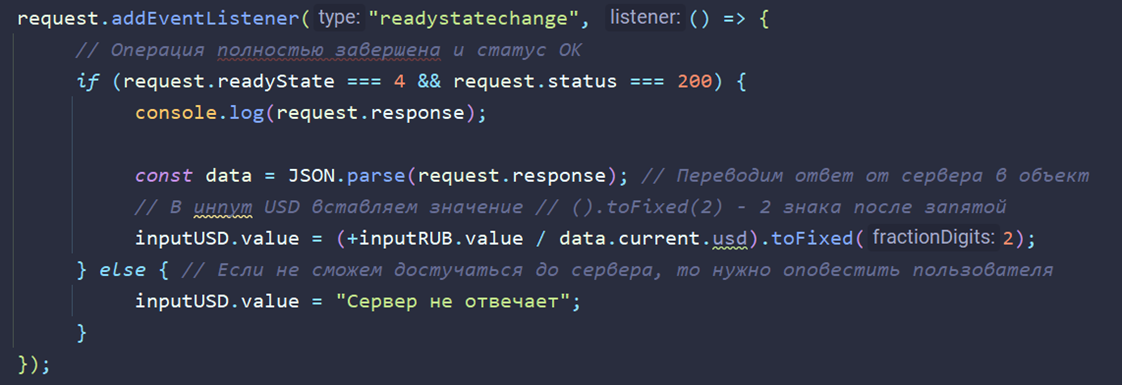 request.addEventListener( type: "readystatechange", listener: () => {
// Операция полностью завершена и статус ОК
if (request.readyState === 4 && request.status === 200) {
console.log(request.response);
const data = JSON.parse(request.response); // Переводим ответ от сервера в объект
// В инпут USD вставляем значение // ().toFixed(2) - 2 знака после запятой
inputUSD.value = (+inputRUB.value / data.current.usd).toFixed( fractionDigits: 2);
} else { // Если не сможем достучаться до сервера, то нужно оповестить пользователя
inputUSD.value = "Сервер не отвечает";
}
});